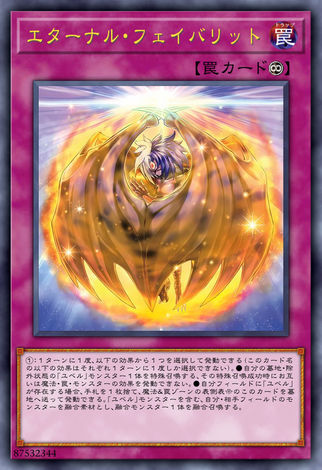 エターナル・フェイバリット
トラップ
罠
【罠カード】
①:1ターンに1度、以下の効果から1つを選択して発動できる(このカード名
の以下の効果はそれぞれ1ターンに1度しか選択できない)。●自分の墓地・除
外状態の「ユベル」モンスター1体を特殊召喚する。その特殊召喚成功時にお互
いは魔法・罠・モンスターの効果を発動できない。●自分フィールドに「ユベル」
が存在する場合、手札を1枚捨て、魔法&罠ゾーンの表側表示のこのカードを墓
地へ送って発動できる。「ユベル」モンスターを含む、自分・相手フィールドのモ
ンスターを融合素材とし、融合モンスター1体を融合召喚する。
87532344